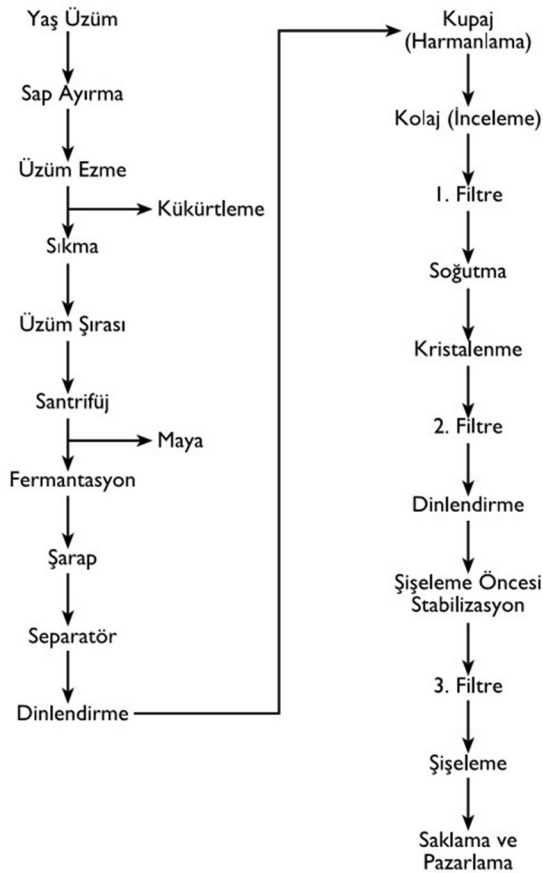 Yaş Üzüm
Sap Ayırma
Üzüm Ezme
Kükürtleme
Sıkma
Üzüm Şırası
Santrifüj
Maya
Fermantasyon
Şarap
Separatör
Dinlendirme
Kupaj
(Harmanlama)
Kolaj (İnceleme)
1. Filtre
Soğutma
Kristalenme
2. Filtre
Dinlendirme
Şişeleme Öncesi
Stabilizasyon
3. Filtre
Şişeleme
Saklama ve
Pazarlama